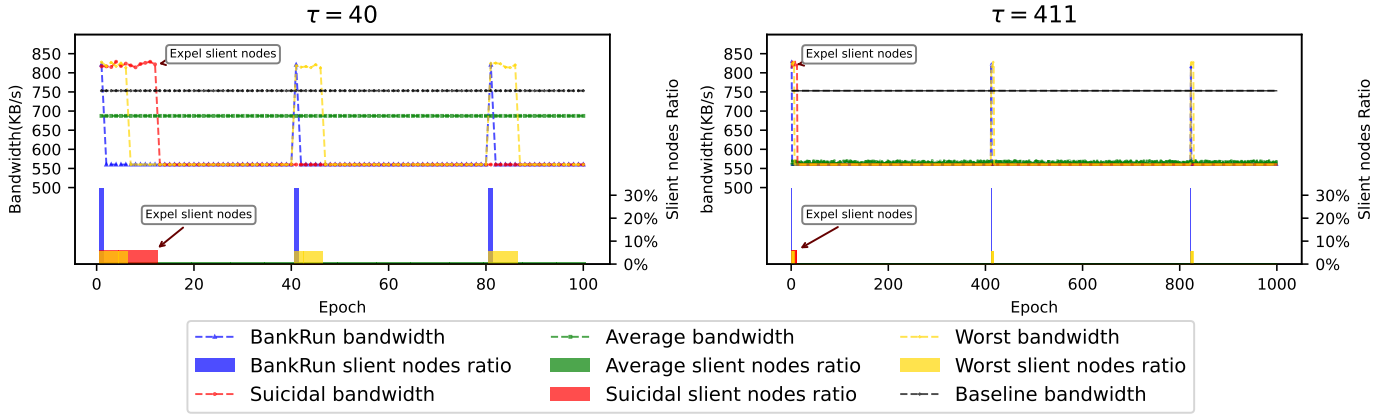 τ = 40
850
800
750
700
650
600
550
500
Bandwidth(KB/s)
Expel slient nodes
Expel slient nodes
30%
20%
10%
0%
Slient nodes Ratio
0
20
40
60
80
100
Epoch
τ = 411
850
800
750
700
650
600
550
500
bandwidth(KB/s)
Expel slient nodes
Expel slient nodes
30%
20%
10%
0%
Slient nodes Ratio
0
200
400
600
800
1000
Epoch
BankRun bandwidth
BankRun slient nodes ratio
Suicidal bandwidth
Average bandwidth
Average slient nodes ratio
Suicidal slient nodes ratio
Worst bandwidth
Worst slient nodes ratio
Baseline bandwidth